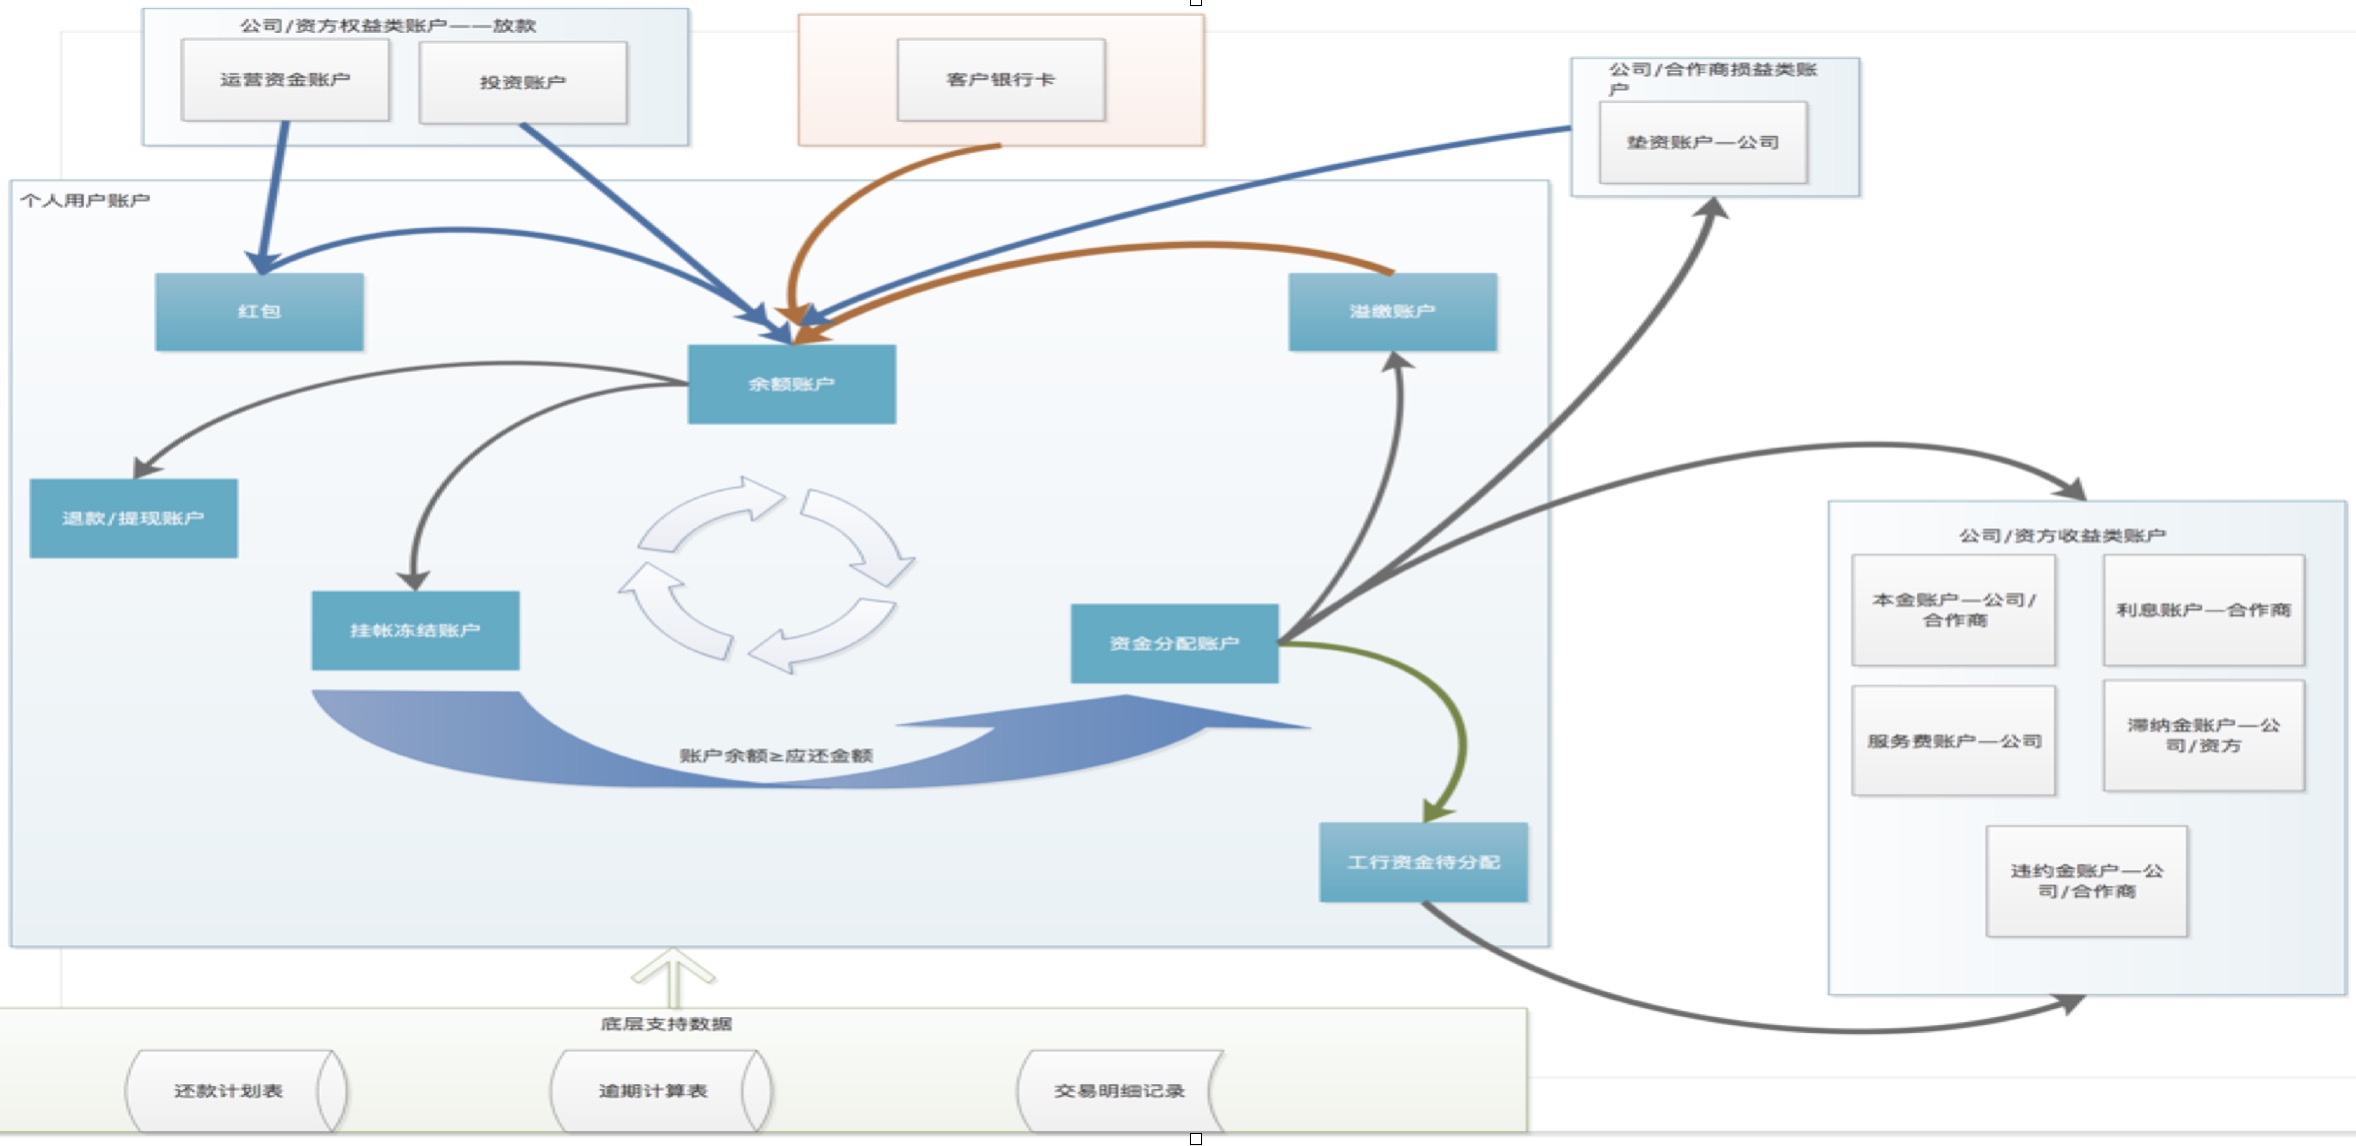 公司/资方权益类账户——放款
运营资金账户
投资账户
客户银行卡
公司/合作商损益类账
户
垫资账户—公司
个人用户账户
红包
溢缴账户
余额账户
退款/提现账户
挂帐冻结账户
资金分配账户
账户余额≥应还金额
工行资金待分配
公司/资方收益类账户
本金账户—公司/
合作商
利息账户—合作商
服务费账户—公司
滞纳金账户—公
司/资方
违约金账户—公
司/合作商
底层支持数据
还款计划表
逾期计算表
交易明细记录